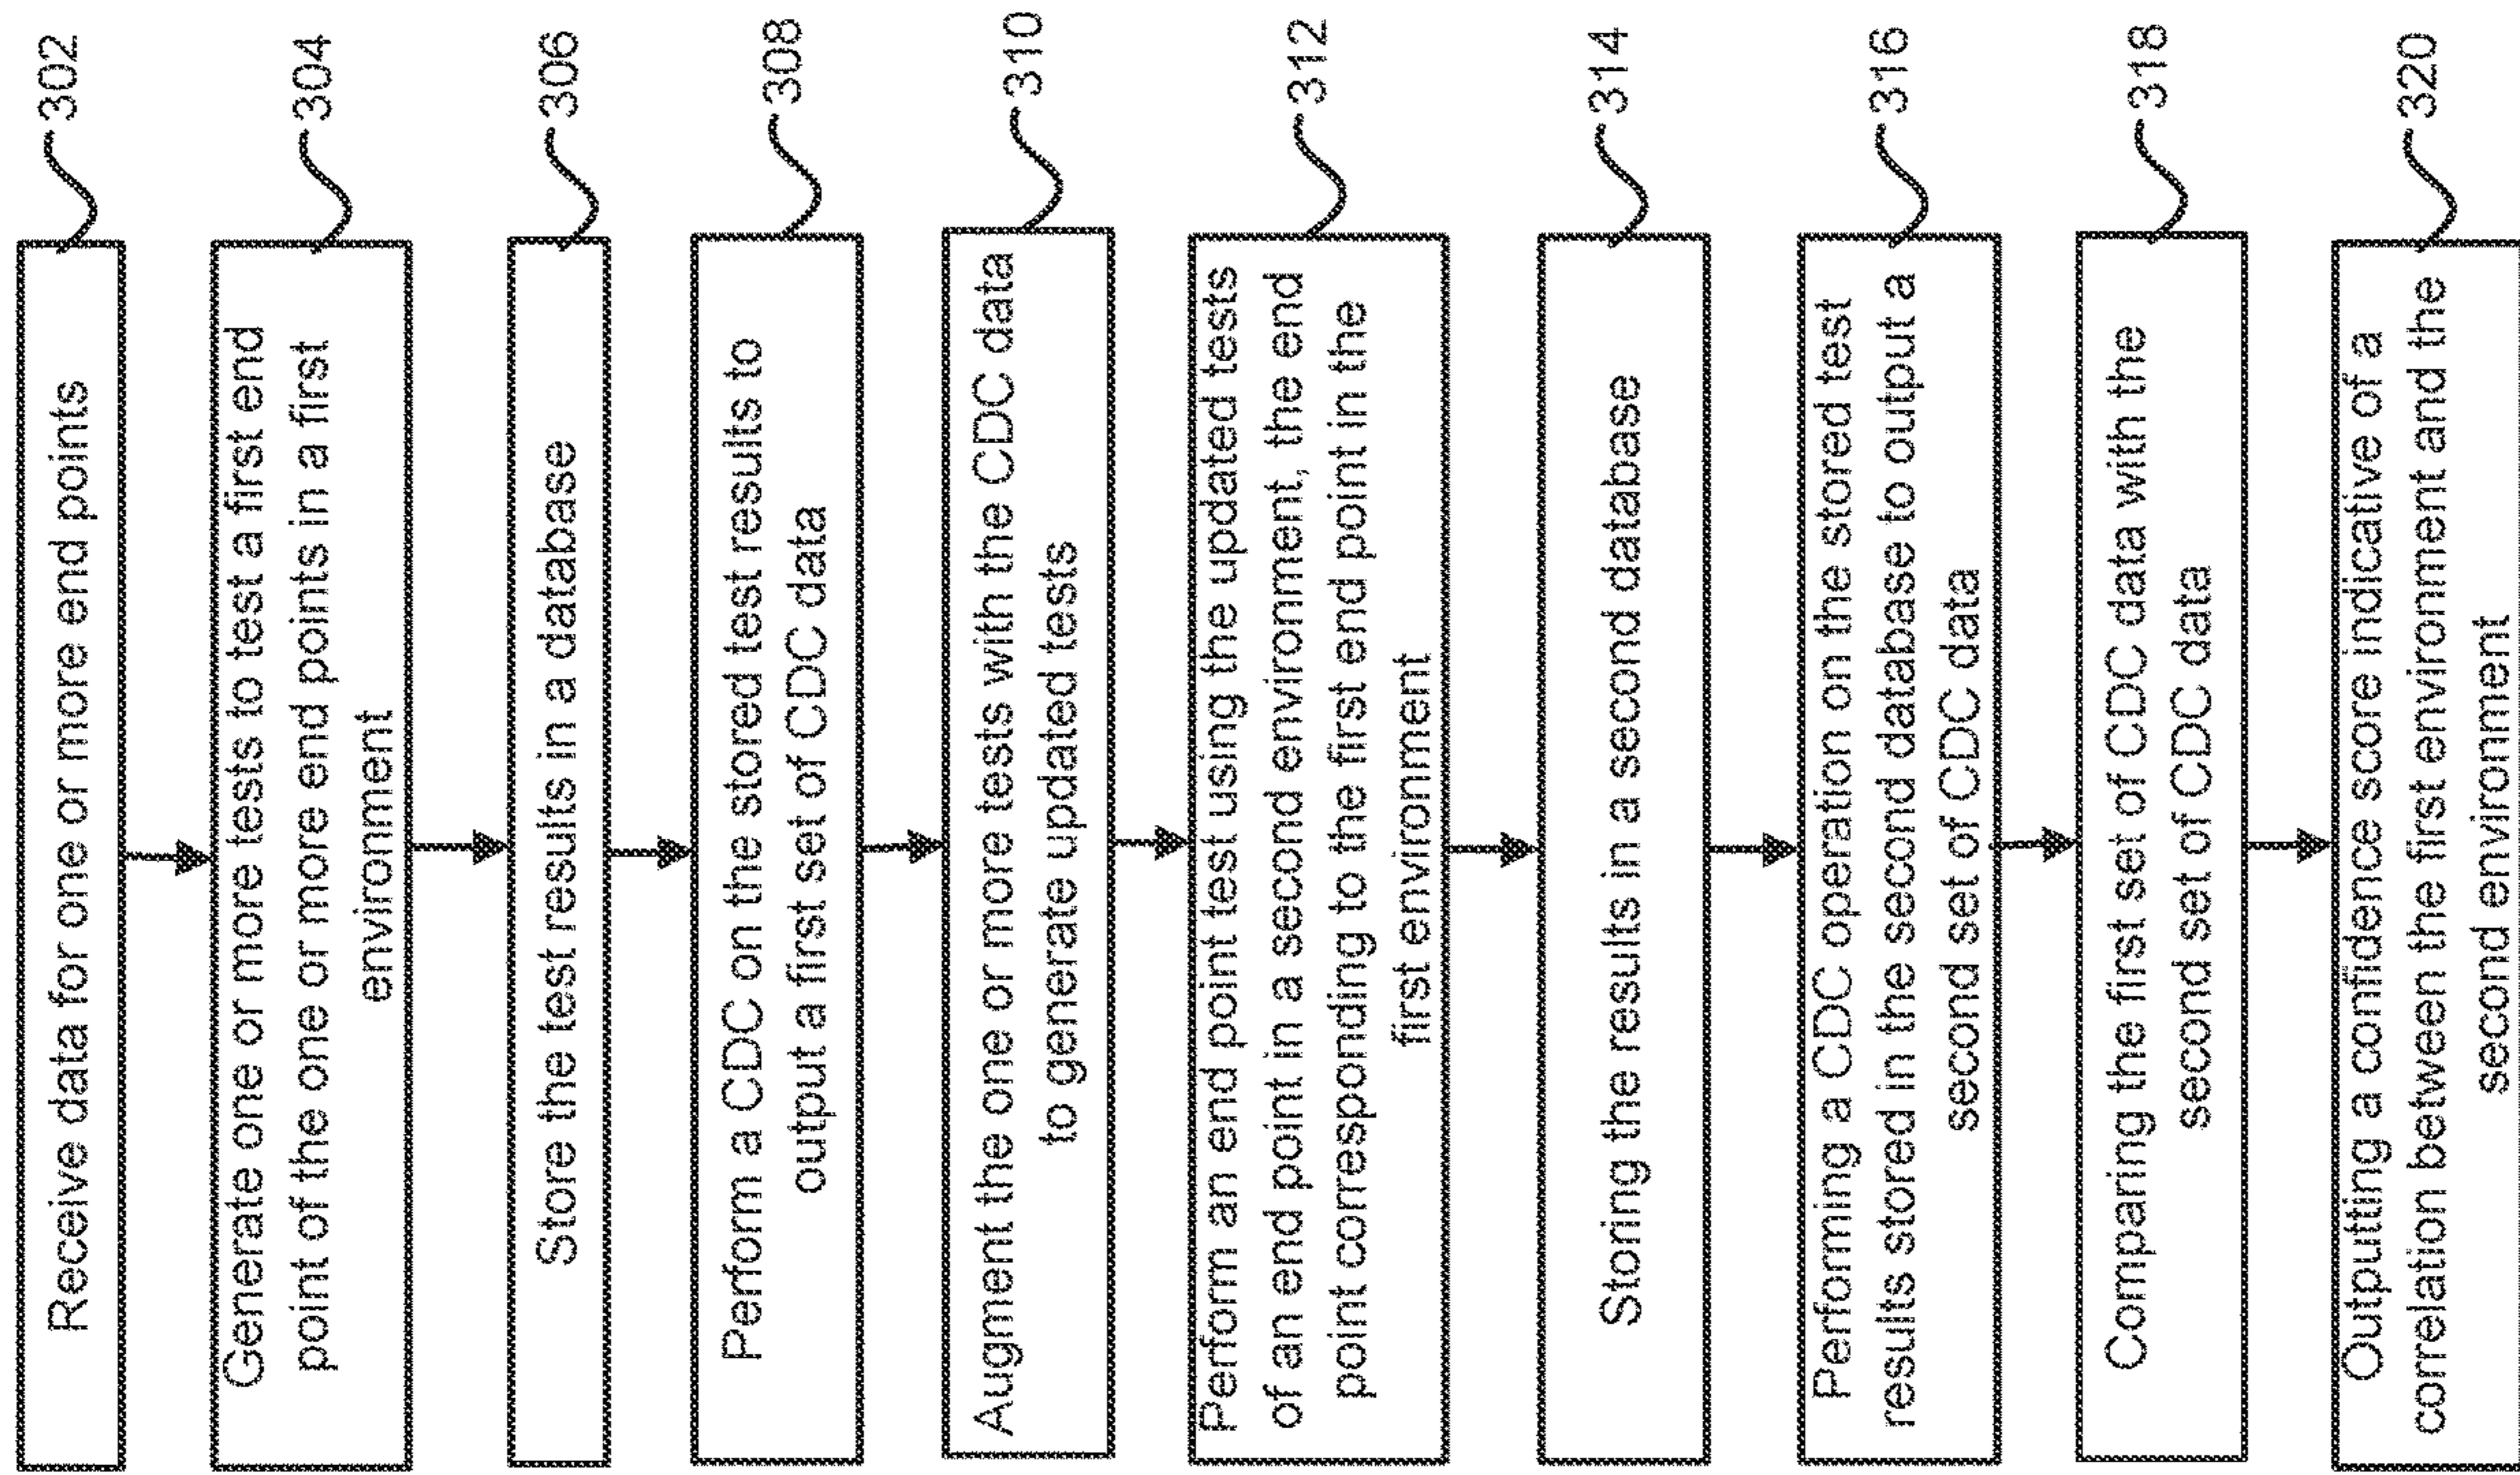 Receive data for one or more end points
302
Generate one or more tests to test a first end
point of the one or more end points in a first
environment
304
Store the test results in a database
306
Perform a CDC on the stored test results to
output a first set of CDC data
308
Augment the one or more tests with the CDC data
to generate updated tests
310
Perform an end point test using the updated tests
of an end point in a second environment, the end
point corresponding to the first end point in the
first environment
312
Storing the results in a second database
314
Performing a CDC operation on the stored test
results stored in the second database to output a
second set of CDC data
316
Comparing the first set of CDC data with the
second set of CDC data
318
Outputting a confidence score indicative of a
correlation between the first environment and the
second environment
320